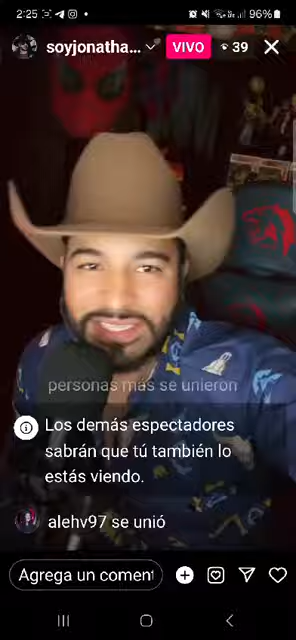 2:25
96%
soyjonatha...
VIVO
39
personas más se unieron
Los demás espectadores
sabrán que tú también lo
estás viendo.
alehv97 se unió
Agrega un coment